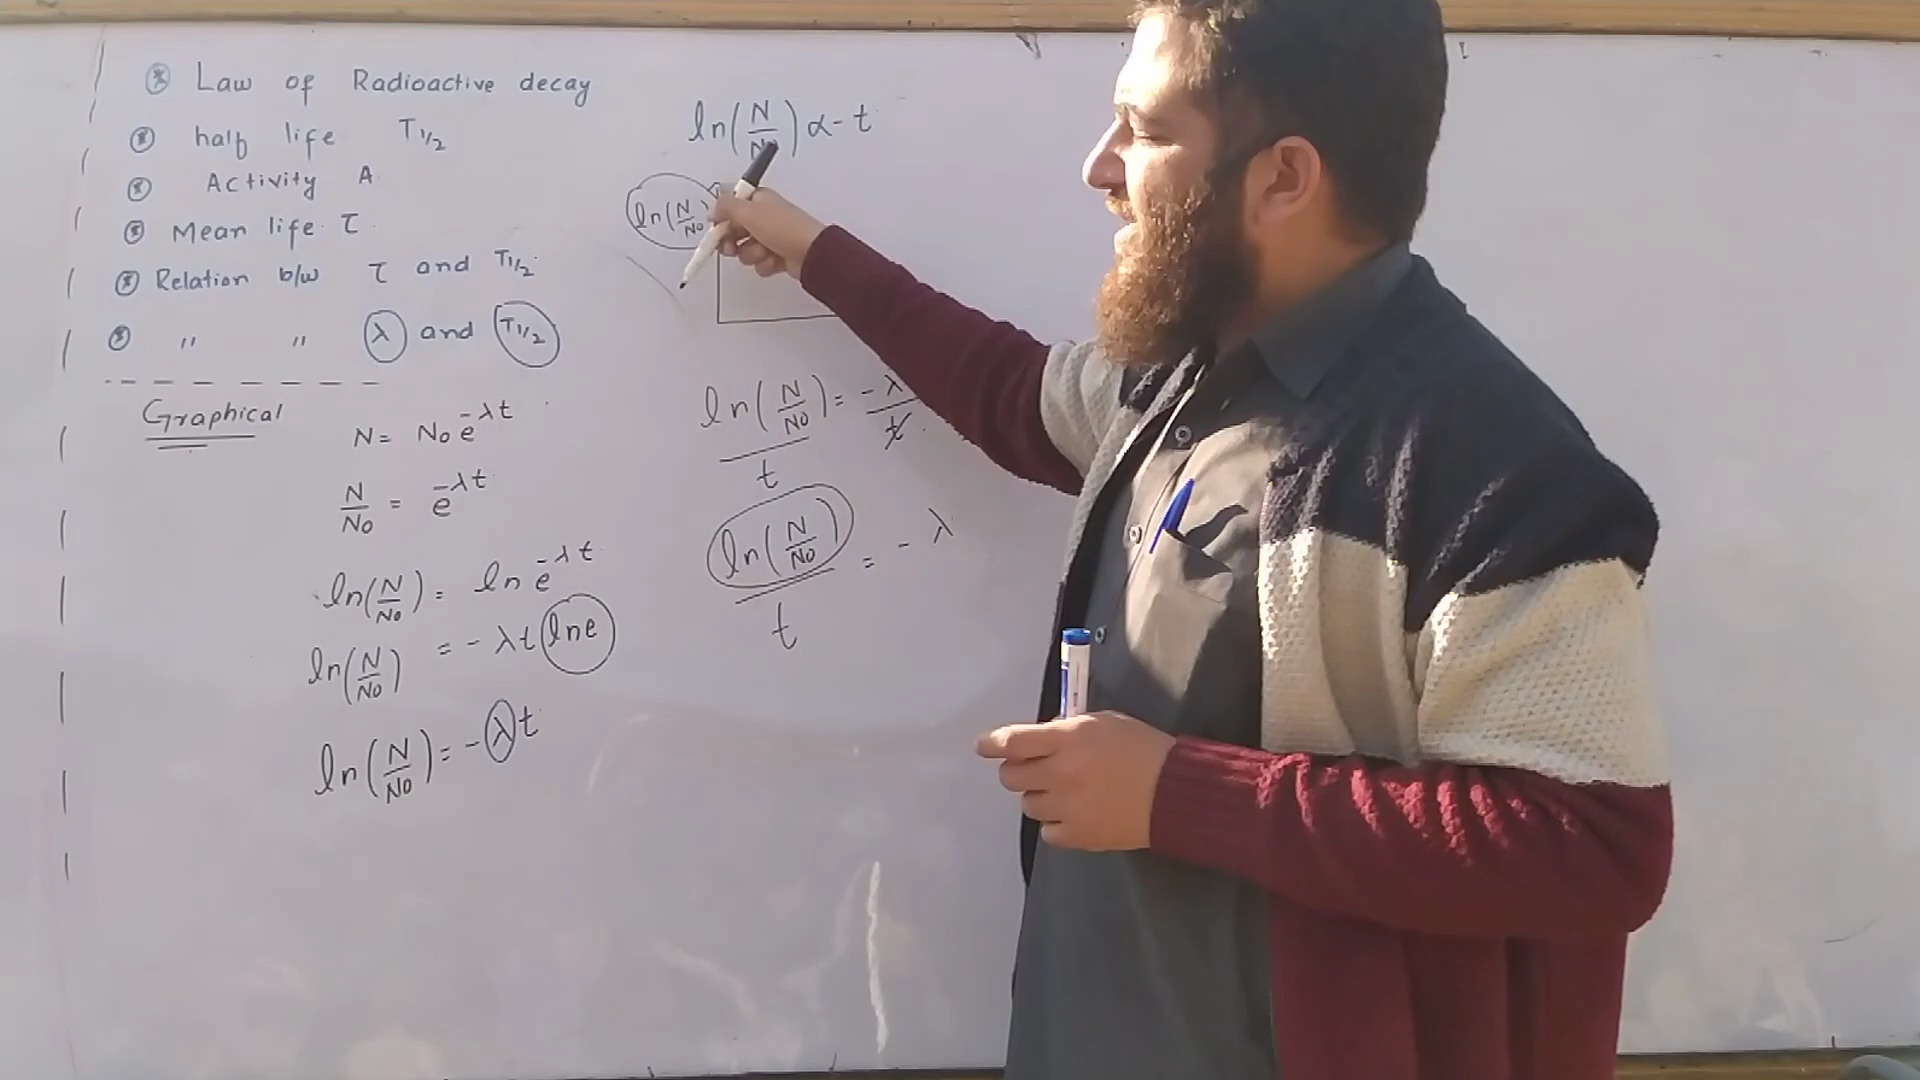 Law of Radioactive decay
half life T1/2
Activity A
Mean life τ
Relation b/w τ and T1/2
" " λ and T1/2
Graphical
N = N0 e^-λt
N/N0 = e^-λt
ln(N/N0) = ln e^-λt
ln(N/N0) = -λt lne
ln(N/N0) = -λt
ln(N/N0) α - t
ln(N/N0)
ln(N/N0)/t = -λ/t
ln(N/N0)/t = -λ